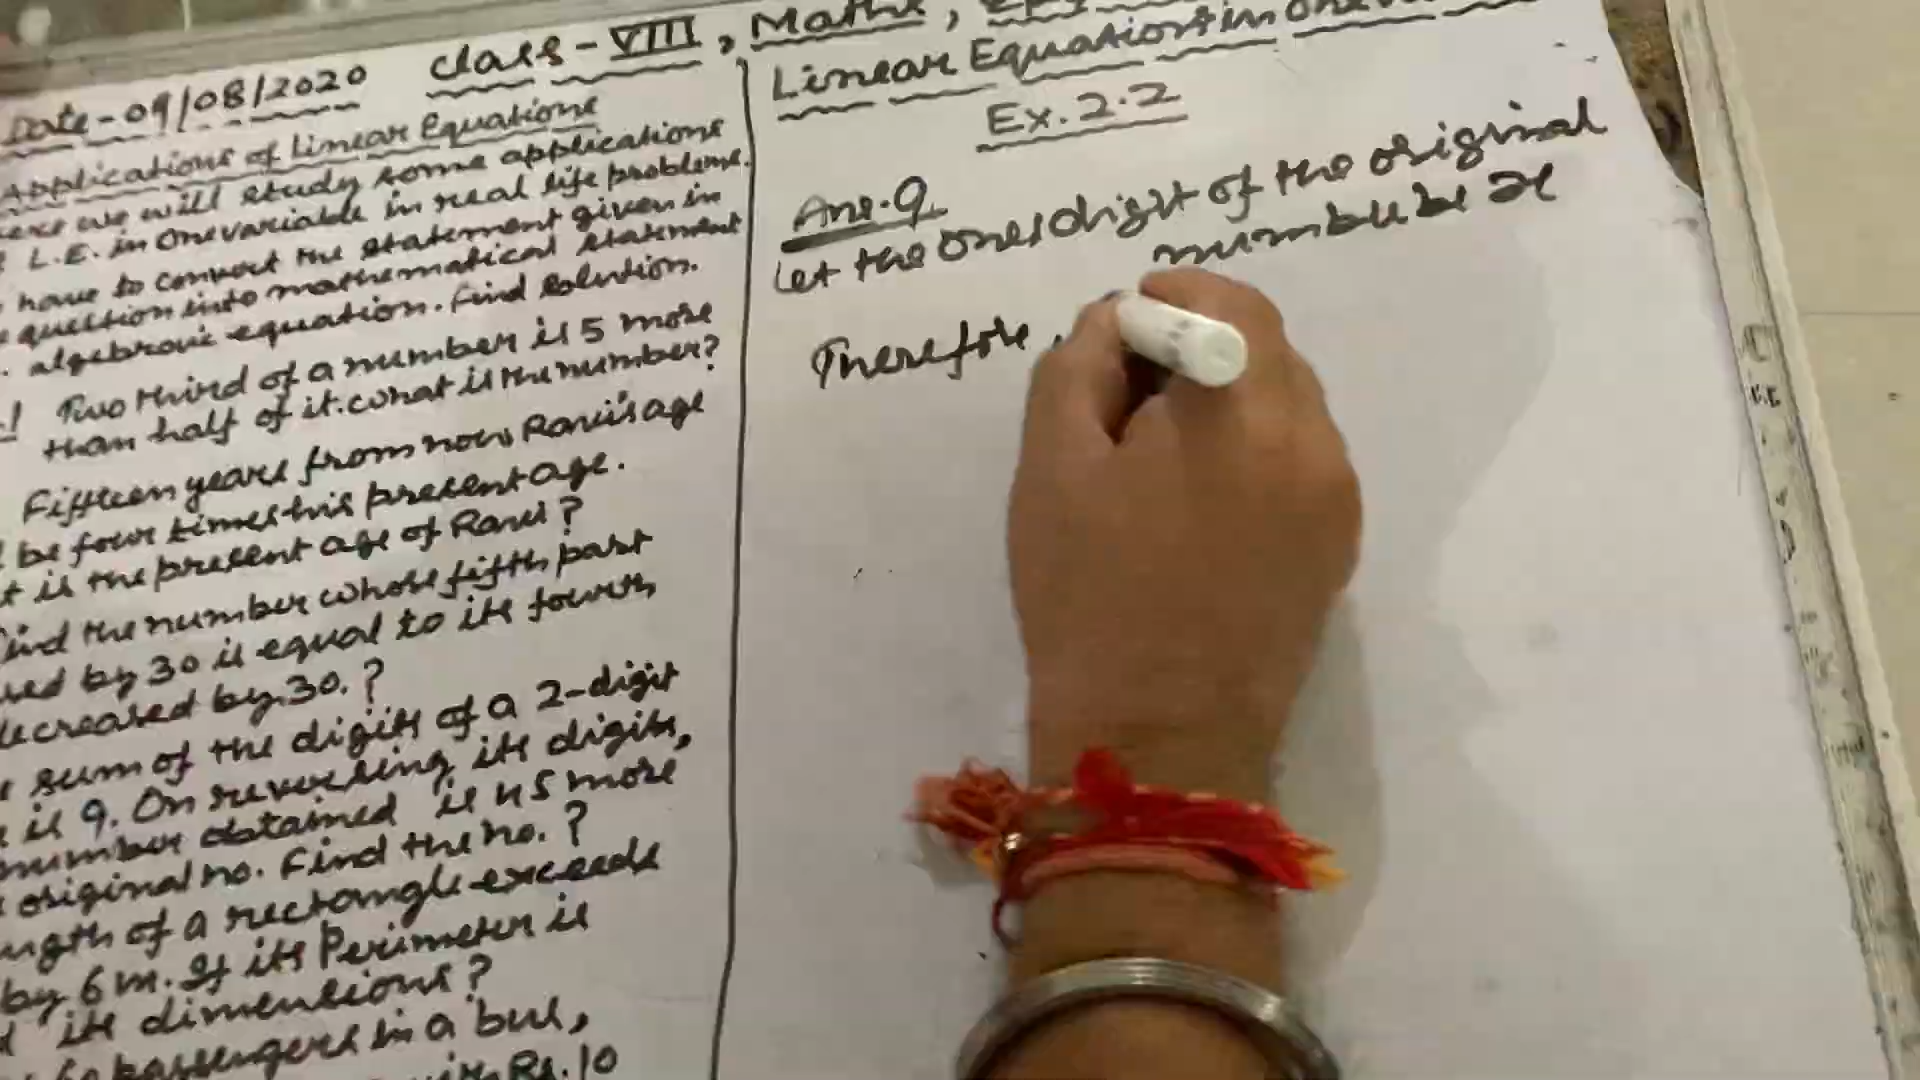 Class-VIII, Maths,
Date-09/08/2020
Applications of Linear Equations
we will study some applications
L.E. in one variable in real life problems.
have to convert the statement given in
question into mathematical statement
algebraic equation. Find solution.
Two third of a number is 5 more
than half of it. What is the number?
Fifteen years from now Ravi's age
be four times his present age.
is the present age of Ravi?
Find the number whose fifth part
by 30 is equal to its fourth
decreased by 30.?
sum of the digits of a 2-digit
is 9. On reversing its digits,
number obtained is 45 more
original no. Find the no.?
of a rectangle exceeds
by 6m. If its Perimeter is
its dimensions?
passengers in a bus,
Rs. 10
Linear Equations in One
Ex. 2.2
Ans. 9
Let the ones digit of the original
number be x
Therefore,